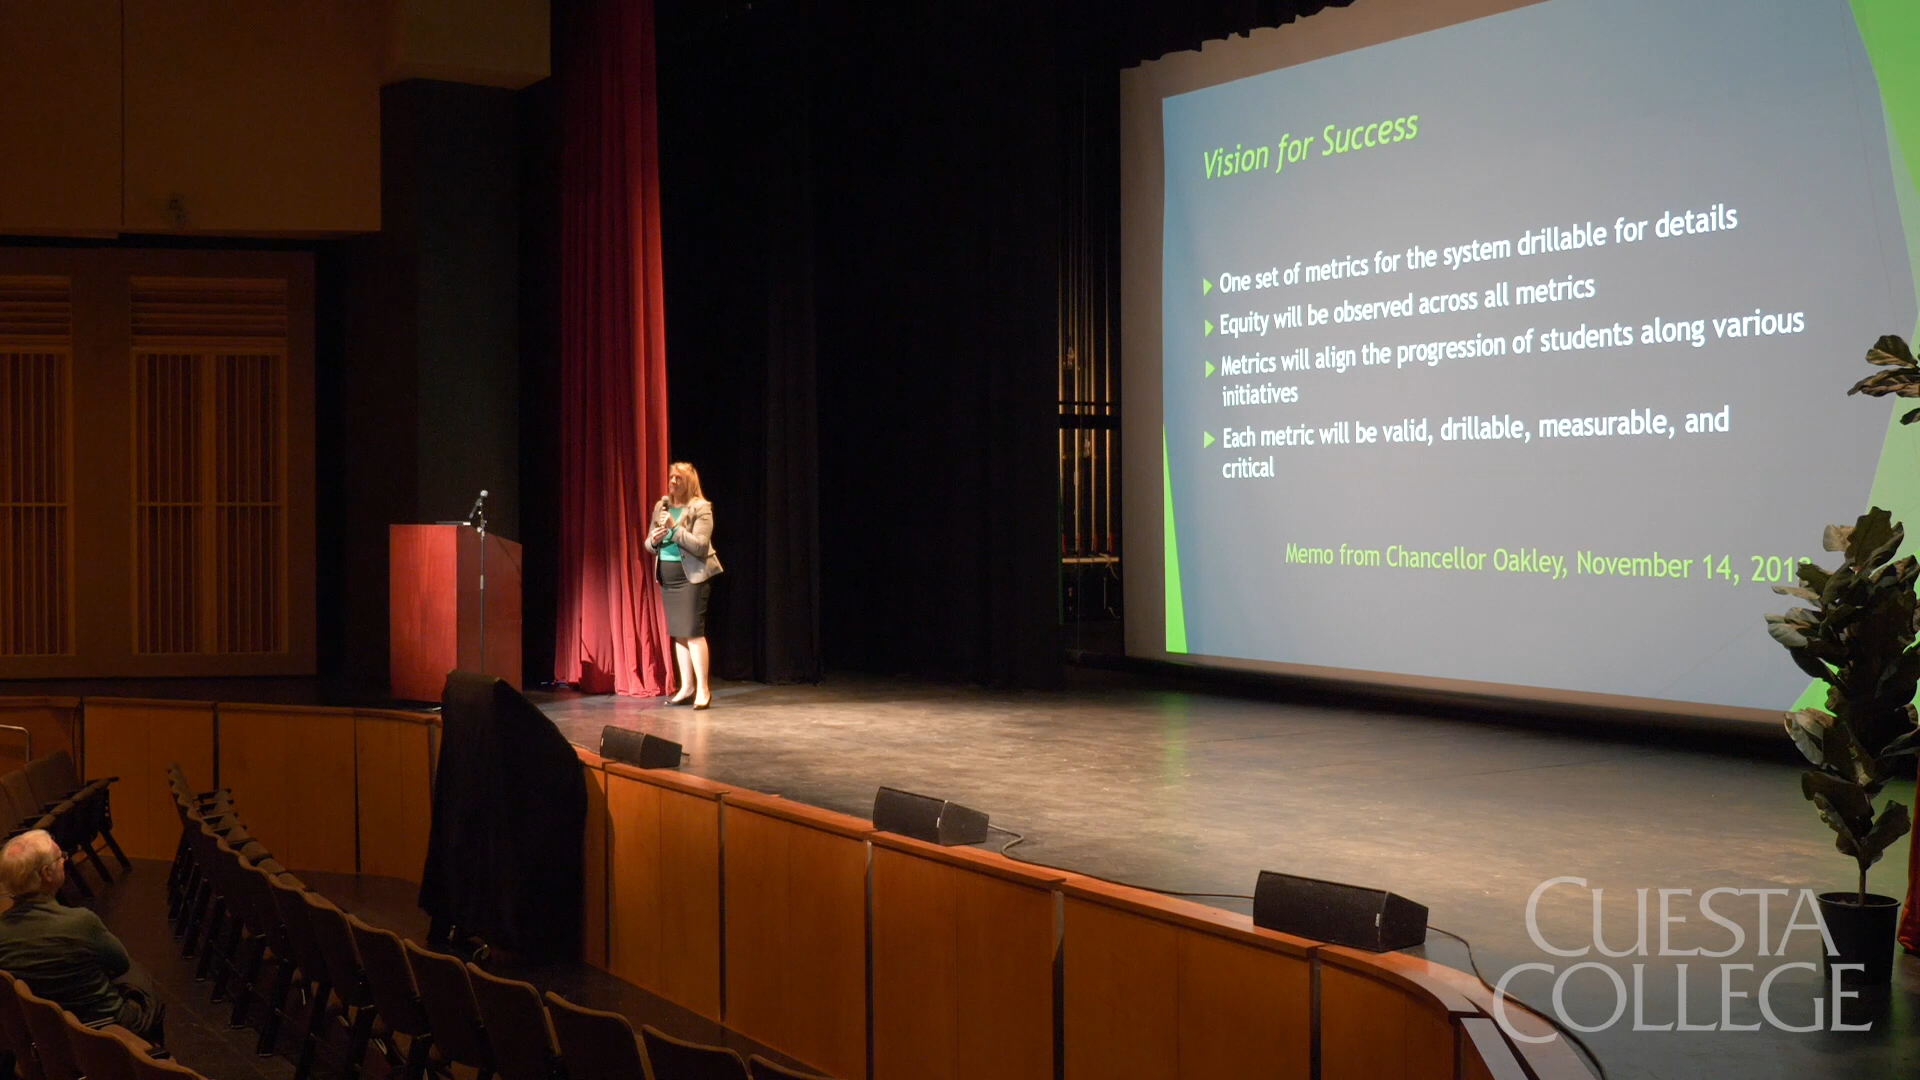 Vision for Success
One set of metrics for the system drillable for details
Equity will be observed across all metrics
Metrics will align the progression of students along various
initiatives
Each metric will be valid, drillable, measurable, and
critical
Memo from Chancellor Oakley, November 14,
CUESTA
COLLEGE